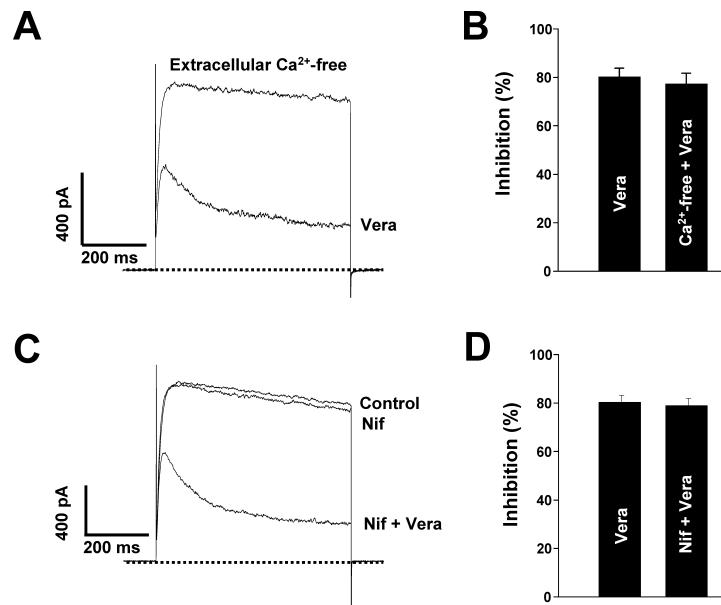 A
Extracellular Ca²⁺-free
Vera
400 pA
200 ms
B
Inhibition (%)
100
80
60
40
20
0
Vera
Ca²⁺-free + Vera
C
Control
Nif
Nif + Vera
400 pA
200 ms
D
Inhibition (%)
100
80
60
40
20
0
Vera
Nif + Vera